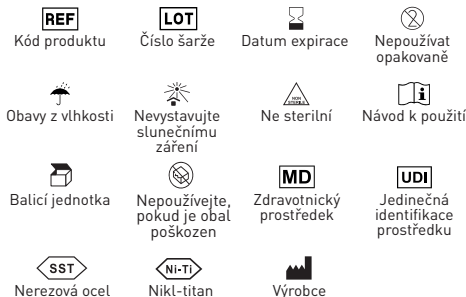 REF
LOT
Kód produktu
Číslo šarže
Datum expirace
Nepoužívat
opakovaně
2
NON
STERILE
i
Obavy z vlhkosti
Nevystavujte
slunečnímu
záření
Ne sterilní
Návod k použití
MD
UDI
Balicí jednotka
Nepoužívejte,
pokud je obal
poškozen
Zdravotnický
prostředek
Jedinečná
identifikace
prostředku
SST
Ni-Ti
Nerezová ocel
Nikl-titan
Výrobce